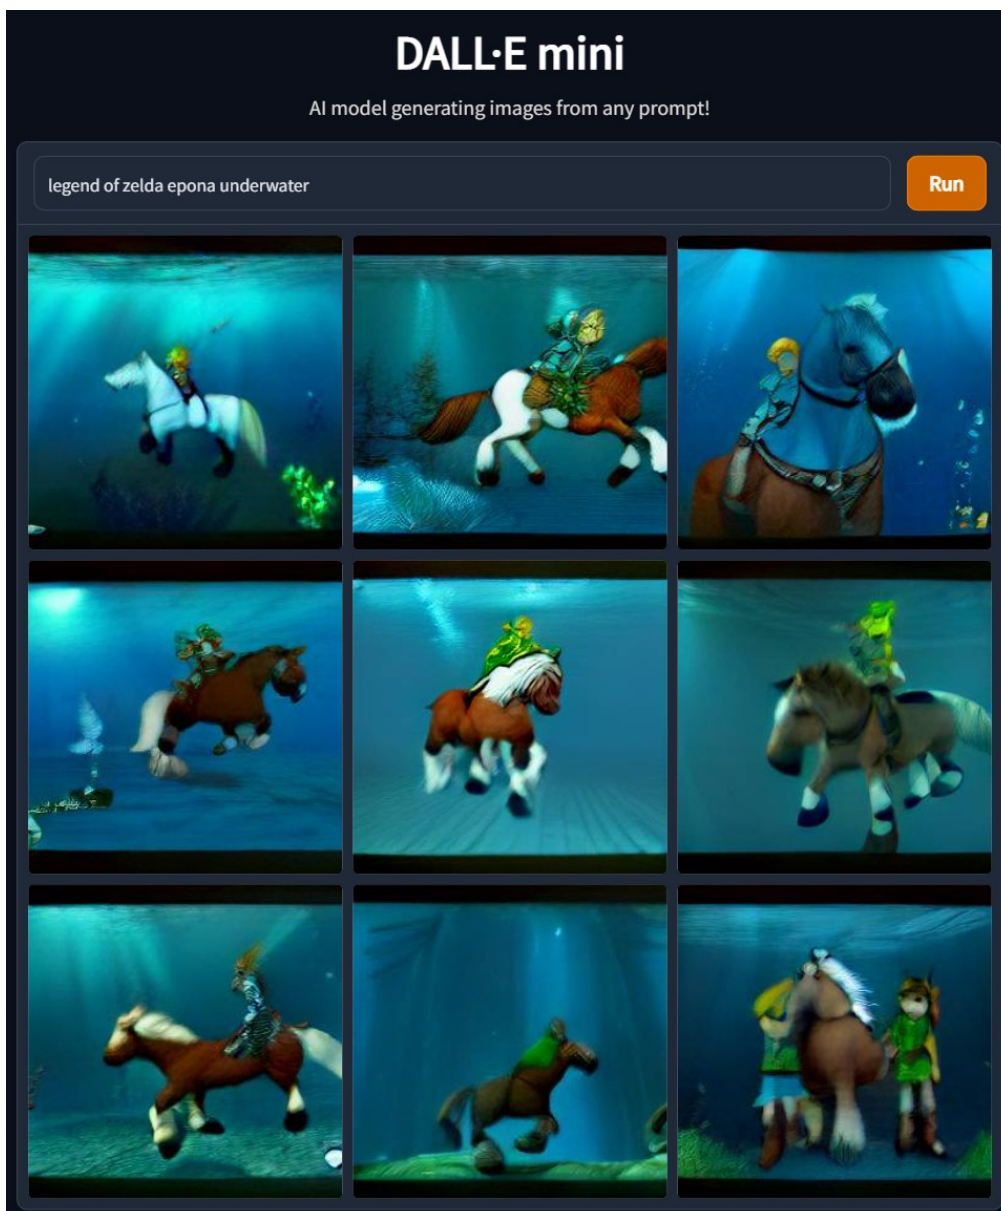 DALL·E mini
AI model generating images from any prompt!
legend of zelda epona underwater
Run